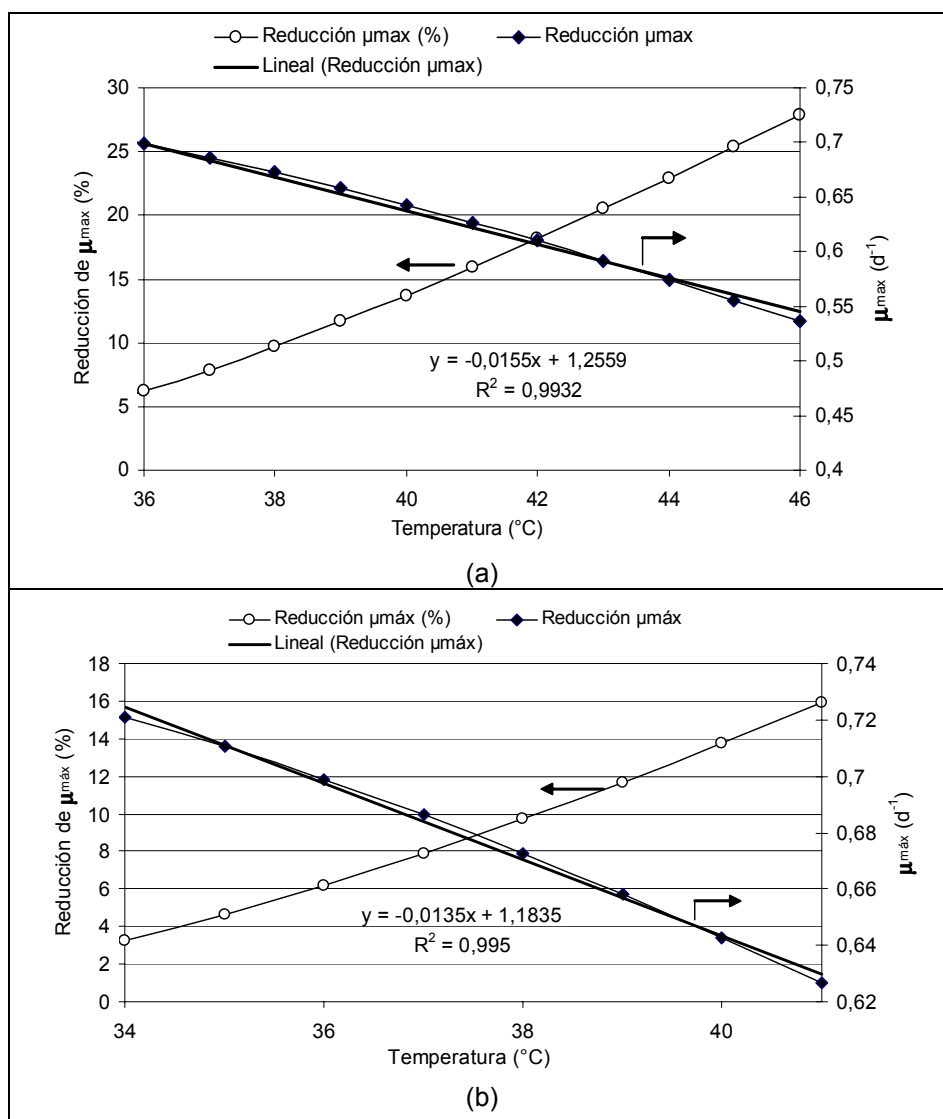 Reducción µmax (%) Reducción µmax
Lineal (Reducción µmax)
30
25
20
15
10
5
0
Reducción de µmax (%)
0,75
0,7
0,65
0,6
0,55
0,5
0,45
0,4
µmax (d-1)
y = -0,0155x + 1,2559
R2 = 0,9932
36 38 40 42 44 46
Temperatura (°C)
(a)
Reducción µmáx (%) Reducción µmáx
Lineal (Reducción µmáx)
18
16
14
12
10
8
6
4
2
0
Reducción de µmáx (%)
0,74
0,72
0,7
0,68
0,66
0,64
0,62
µmáx (d-1)
y = -0,0135x + 1,1835
R2 = 0,995
34 36 38 40
Temperatura (°C)
(b)